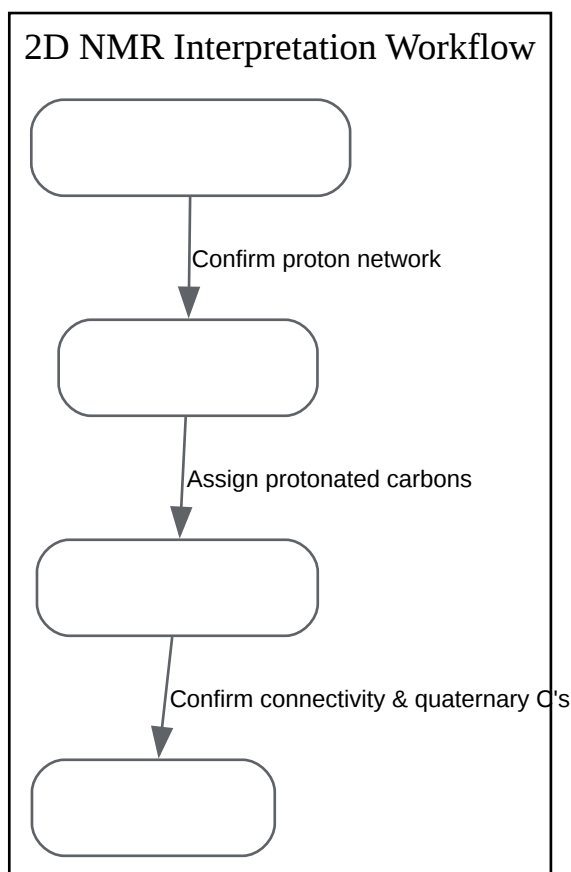 2D NMR Interpretation Workflow
Confirm proton network
Assign protonated carbons
Confirm connectivity & quaternary C's